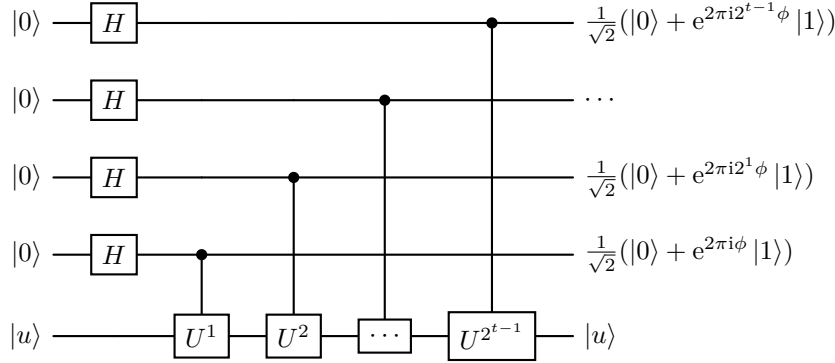 |0⟩ H 1/√2(|0⟩ + e^{2πi2^{t−1}ϕ} |1⟩)
|0⟩ H ···
|0⟩ H 1/√2(|0⟩ + e^{2πi2^1ϕ} |1⟩)
|0⟩ H 1/√2(|0⟩ + e^{2πiϕ} |1⟩)
|u⟩ U^1 U^2 ··· U^{2^{t−1}} |u⟩